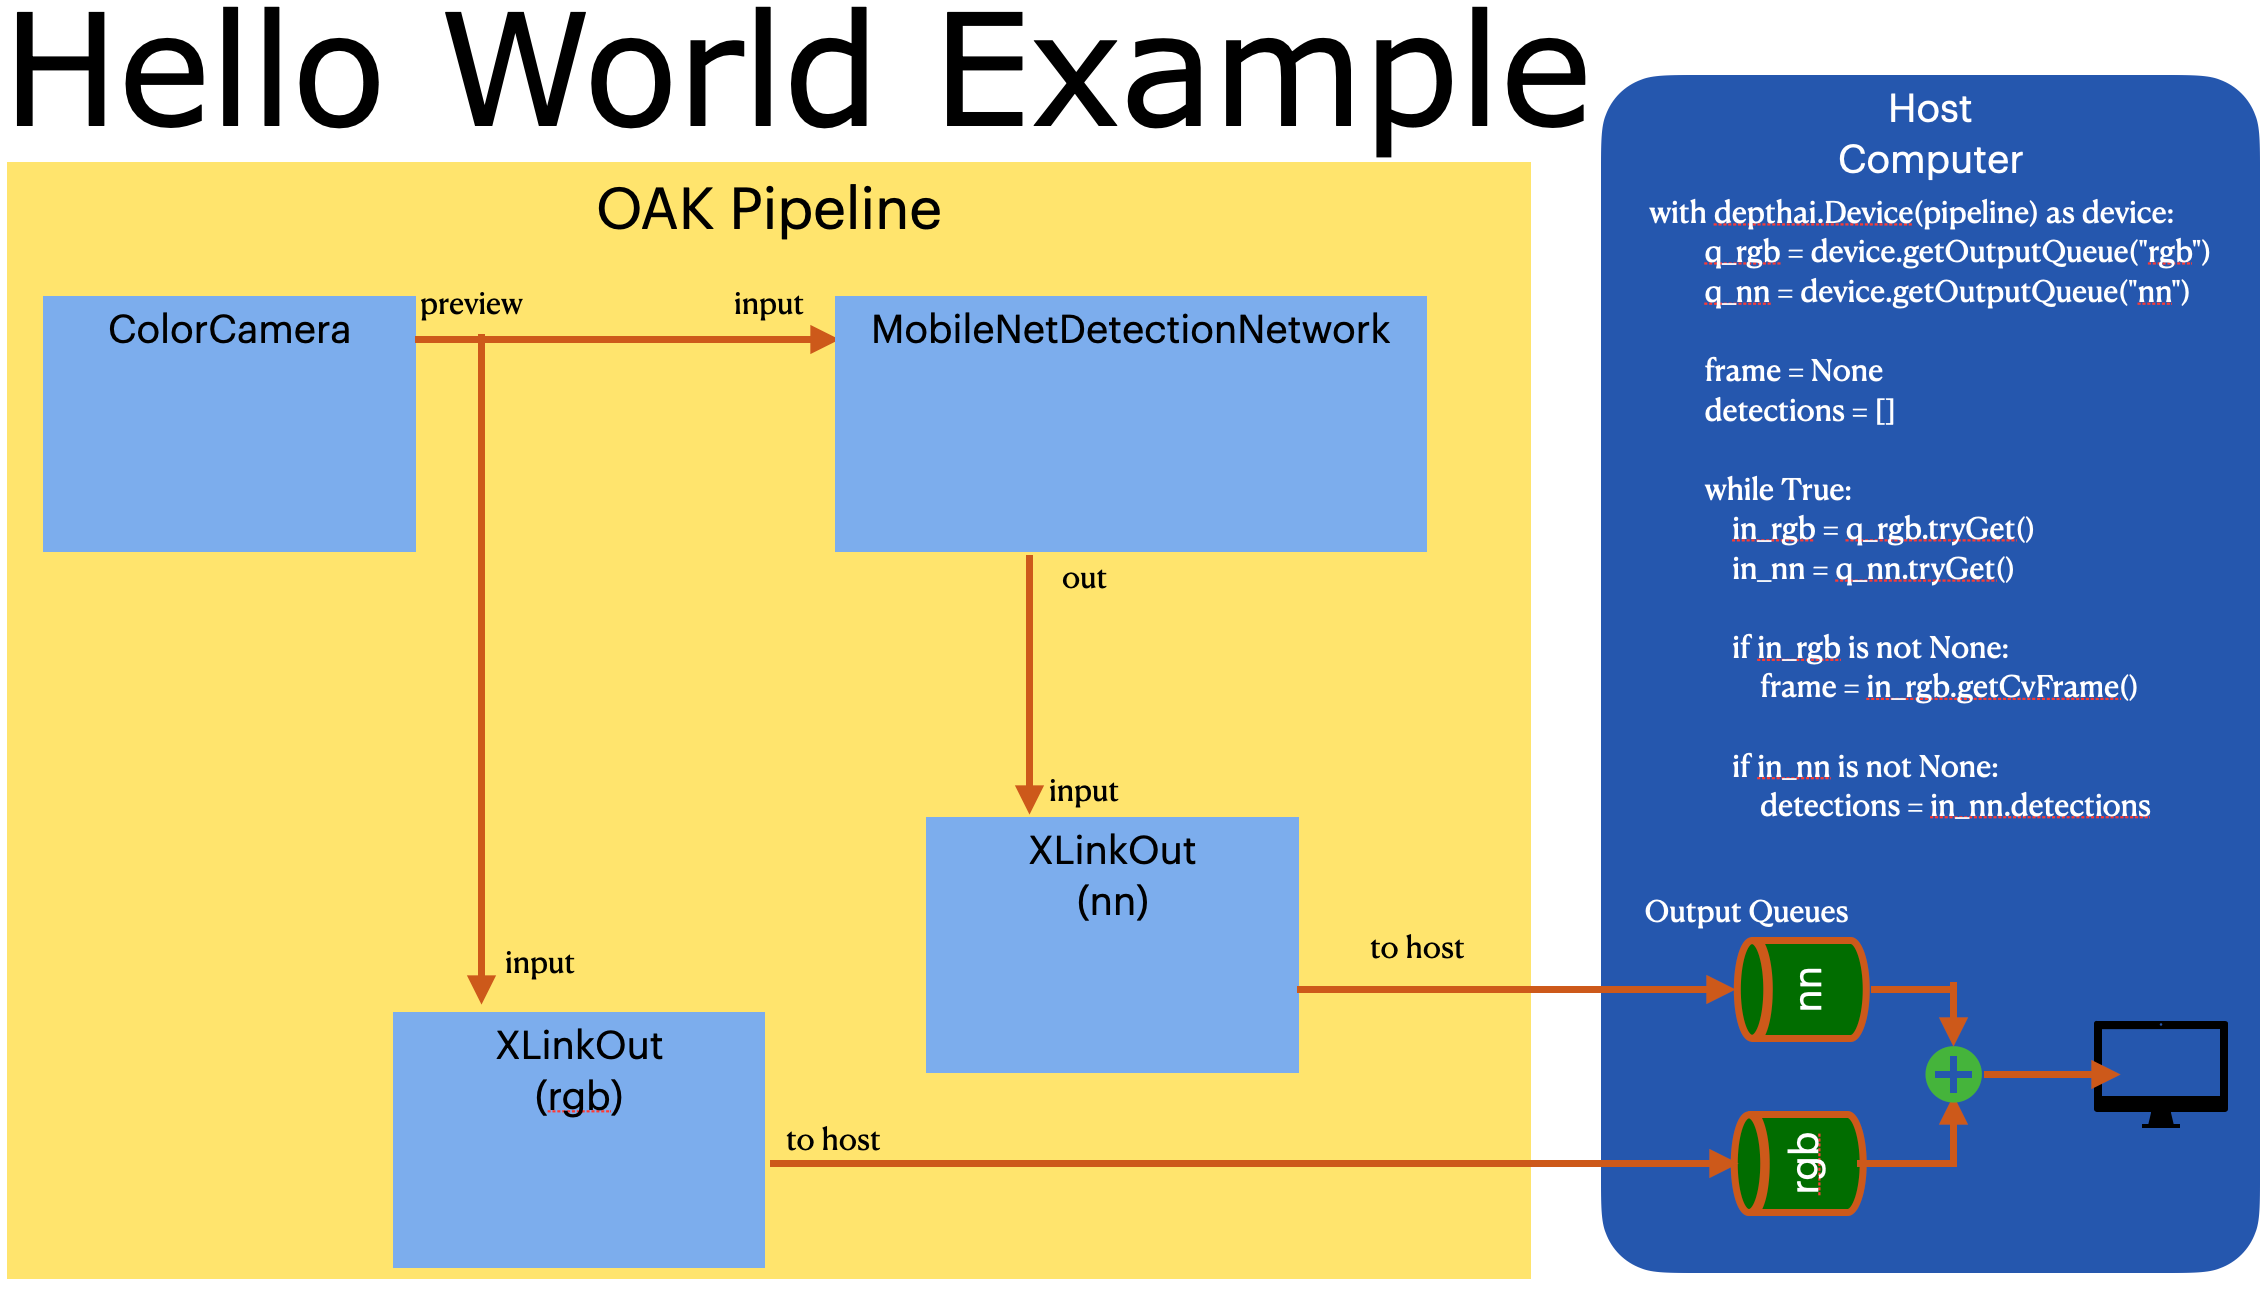 Hello World Example
OAK Pipeline
ColorCamera
preview
input
MobileNetDetectionNetwork
out
input
XLinkOut
(nn)
to host
input
XLinkOut
(rgb)
to host
Host
Computer
with depthai.Device(pipeline) as device:
q_rgb = device.getOutputQueue("rgb")
q_nn = device.getOutputQueue("nn")
frame = None
detections = []
while True:
in_rgb = q_rgb.tryGet()
in_nn = q_nn.tryGet()
if in_rgb is not None:
frame = in_rgb.getCvFrame()
if in_nn is not None:
detections = in_nn.detections
Output Queues
nn
rgb